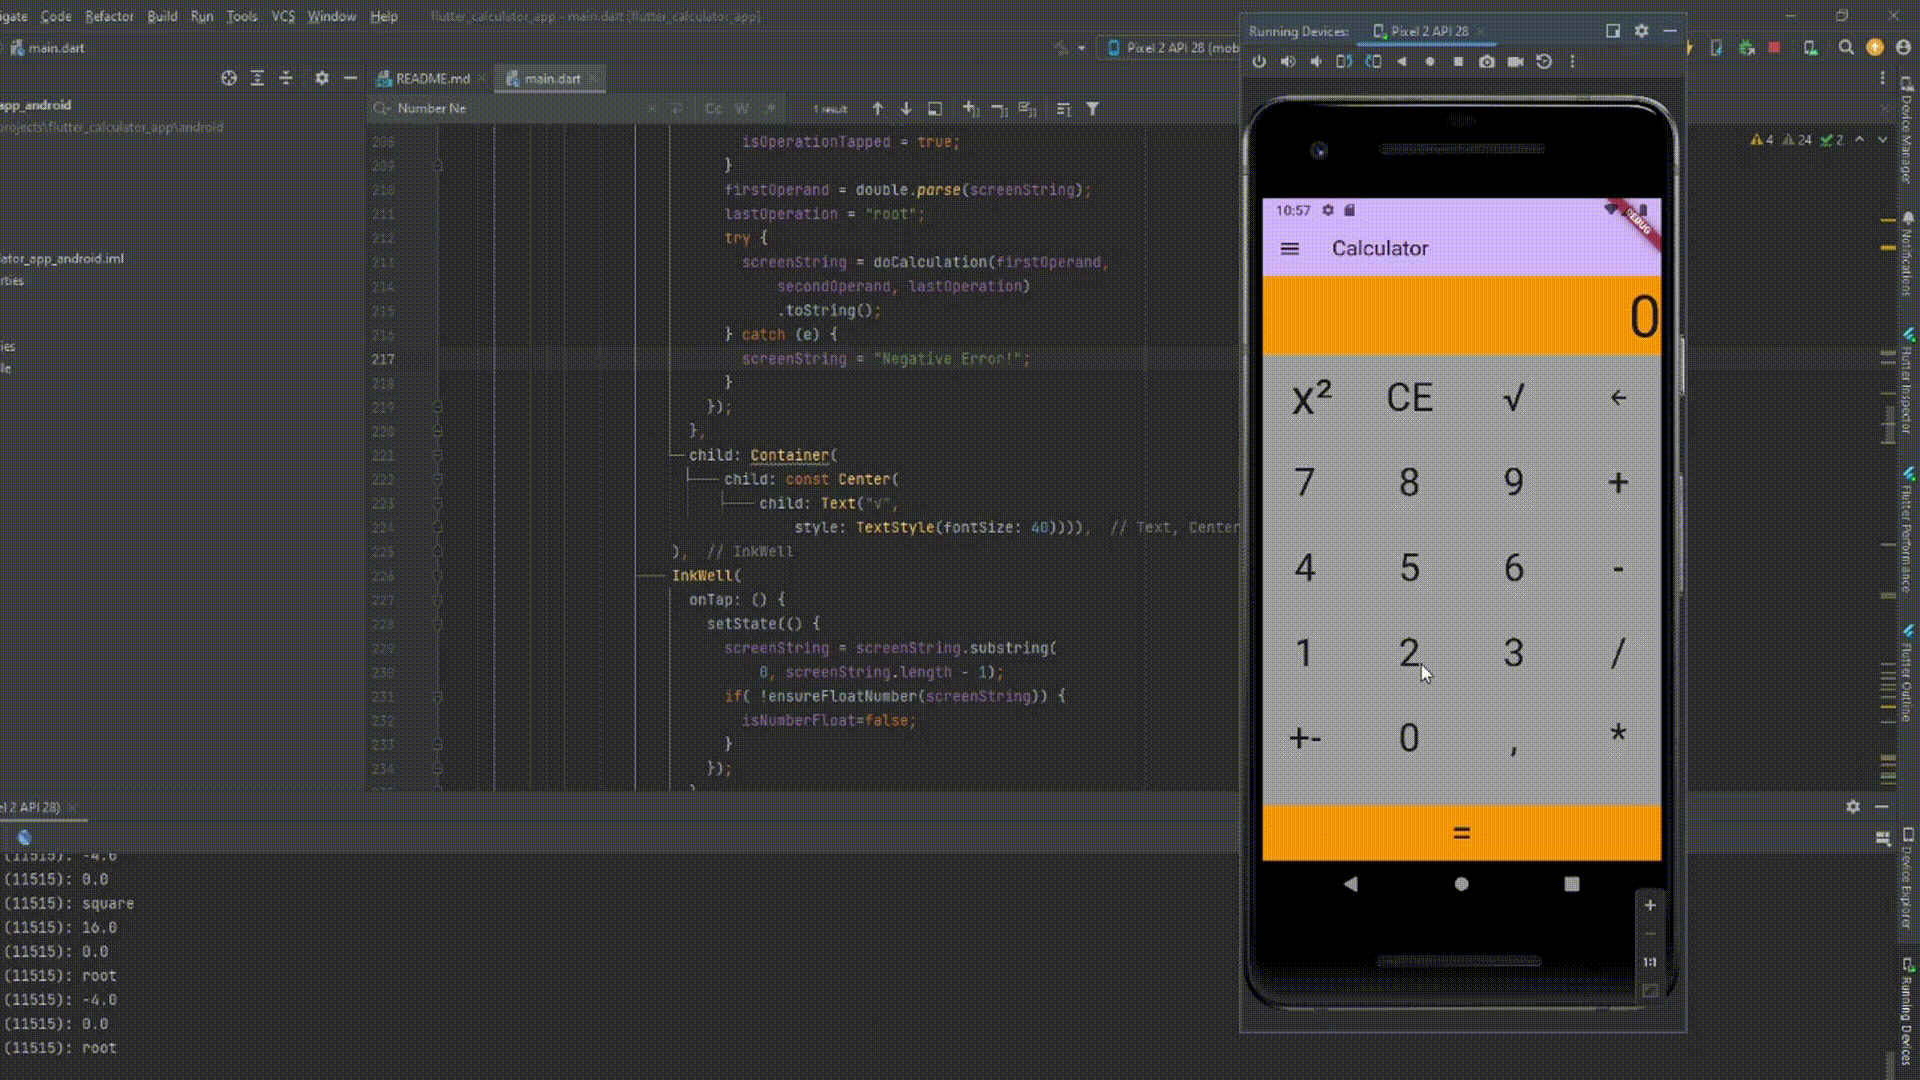 igate Code Refactor Build Run Tools VCS Window Help flutter_calculator_app - main.dart [flutter_calculator_app]
main.dart
Pixel 2 API 28 (mob
README.md main.dart
app_android
projects\flutter_calculator_app\android
ator_app_android.iml
rties
ies
le
Number Ne
Cc W .*
1 result
4 24 2
208 isOperationTapped = true;
209 }
210 firstOperand = double.parse(screenString);
211 lastOperation = "root";
212 try {
213 screenString = doCalculation(firstOperand,
214 secondOperand, lastOperation)
215 .toString();
216 } catch (e) {
217 screenString = "Negative Error!";
218 }
219 });
220 },
221 child: Container(
222 child: const Center(
223 child: Text("√",
224 style: TextStyle(fontSize: 40)))), // Text, Center
225 ), // InkWell
226 InkWell(
227 onTap: () {
228 setState(() {
229 screenString = screenString.substring(
230 0, screenString.length - 1);
231 if( !ensureFloatNumber(screenString)) {
232 isNumberFloat=false;
233 }
234 });
Running Devices: Pixel 2 API 28
10:57
DEBUG
Calculator
0
x² CE √ ←
7 8 9 +
4 5 6 -
1 2 3 /
+- 0 , *
=
+
-
1:1
el 2 API 28)
(11515): -4.0
(11515): 0.0
(11515): square
(11515): 16.0
(11515): 0.0
(11515): root
(11515): -4.0
(11515): 0.0
(11515): root
Device Manager
Notifications
Flutter Inspector
Flutter Performance
Flutter Outline
Device Explorer
Running Devices